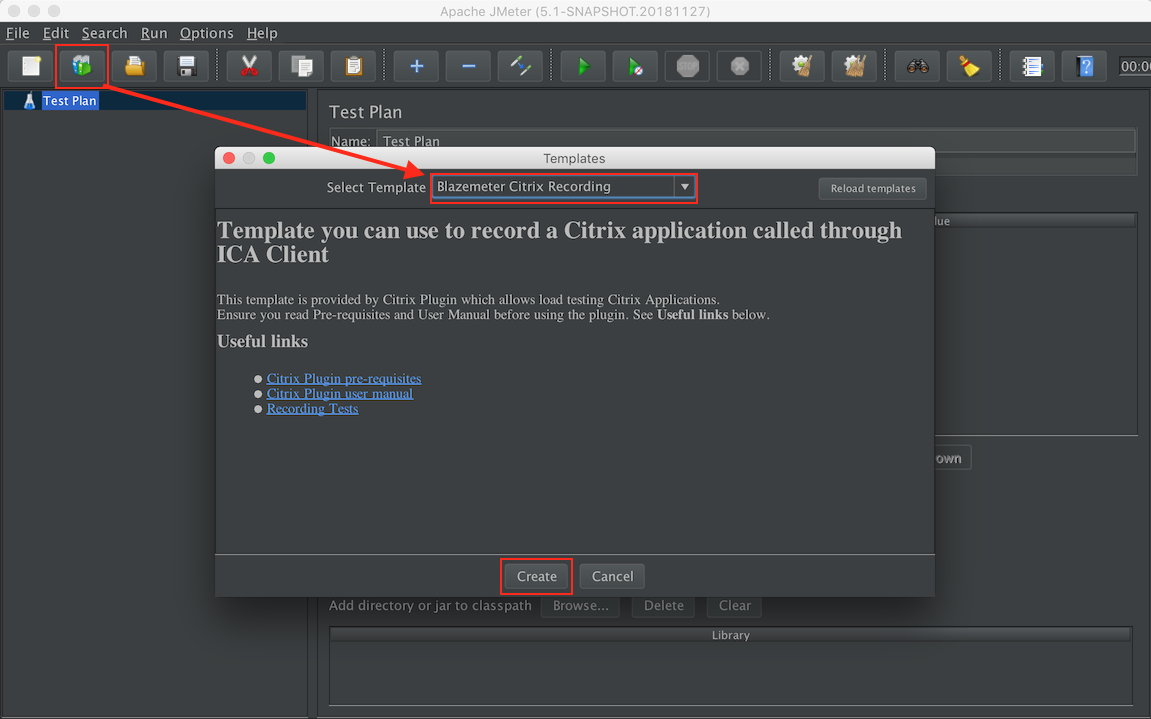 Apache JMeter (5.1-SNAPSHOT.20181127)
File Edit Search Run Options Help
STOP
?
00:0
Test Plan
Test Plan
Name: Test Plan
Templates
Select Template Blazemeter Citrix Recording Reload templates
lue
Template you can use to record a Citrix application called through
ICA Client
This template is provided by Citrix Plugin which allows load testing Citrix Applications.
Ensure you read Pre-requisites and User Manual before using the plugin. See Useful links below.
Useful links
Citrix Plugin pre-requisites
Citrix Plugin user manual
Recording Tests
own
Create Cancel
Add directory or jar to classpath Browse... Delete Clear
Library